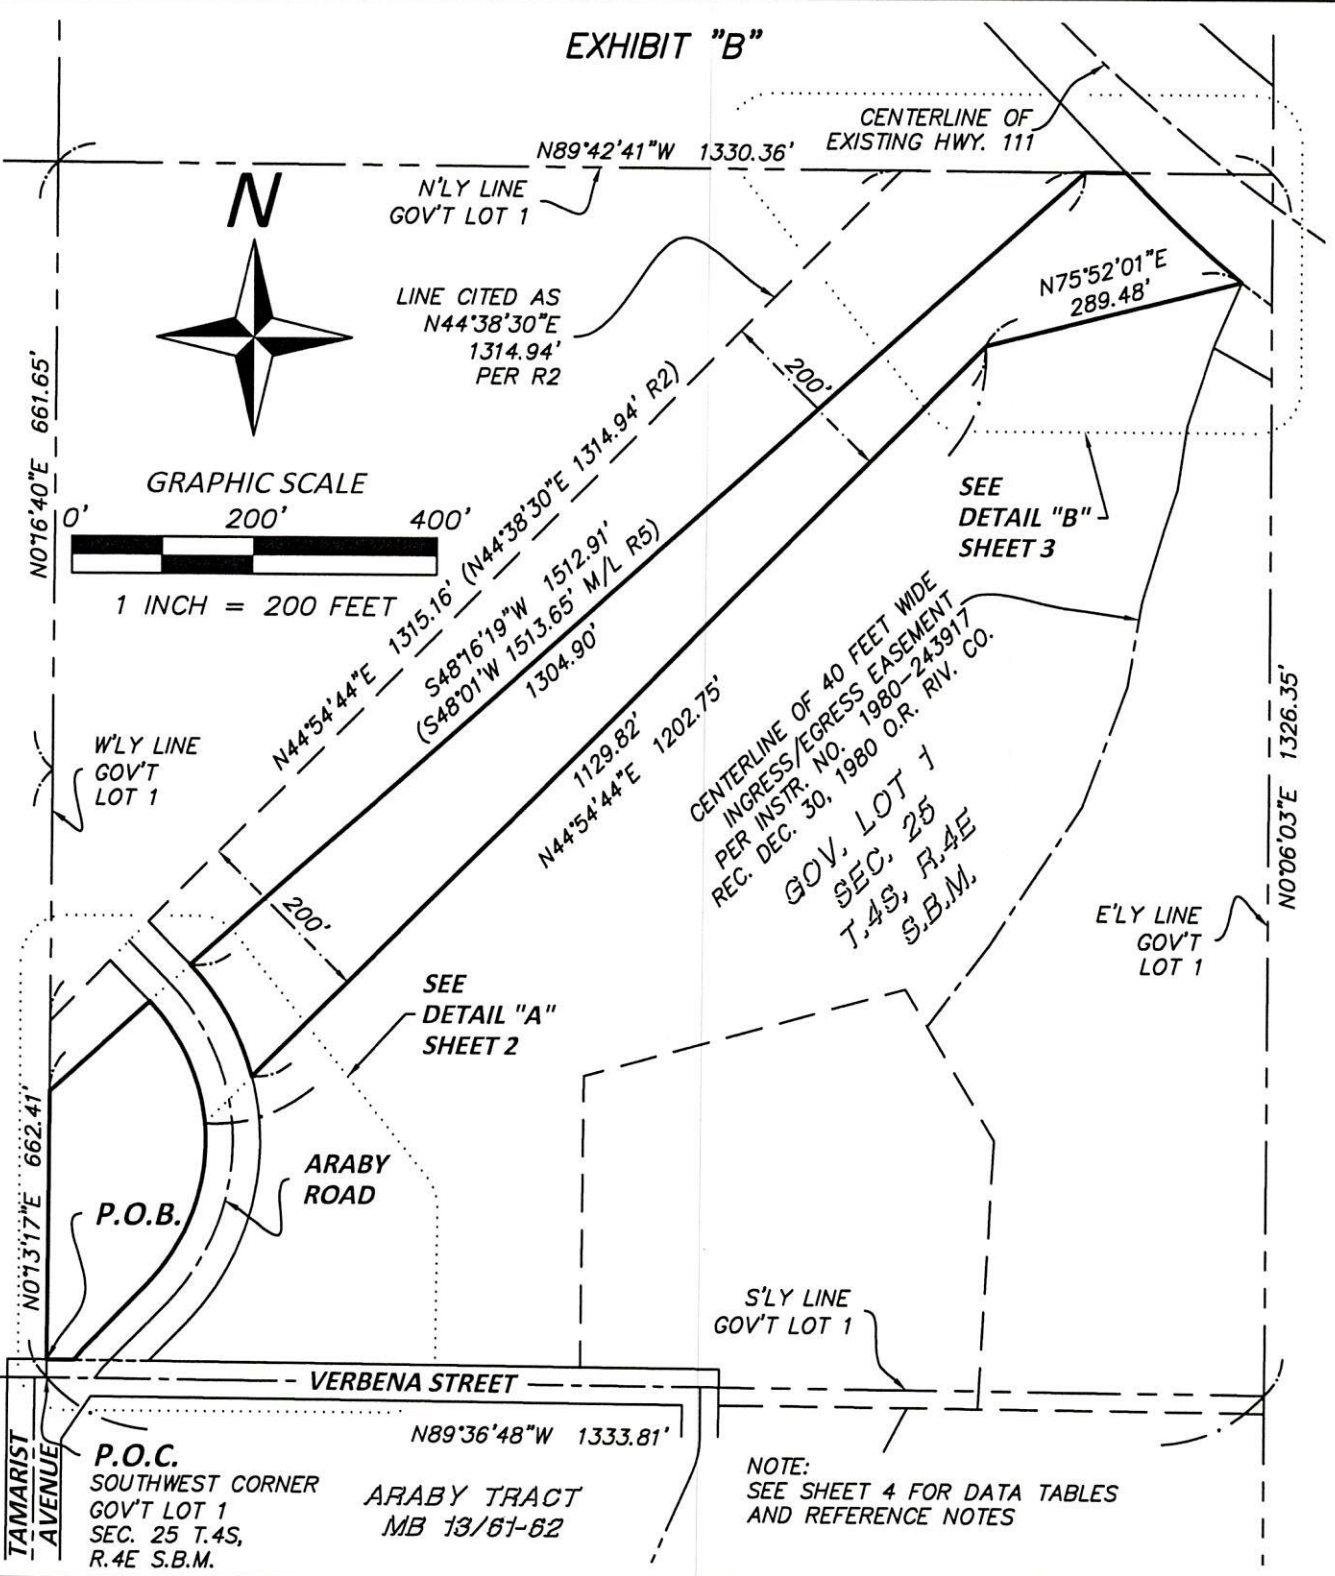 EXHIBIT "B"
CENTERLINE OF
EXISTING HWY. 111
N89°42'41"W 1330.36'
N'LY LINE
GOV'T LOT 1
N
LINE CITED AS
N44°38'30"E
1314.94'
PER R2
N75°52'01"E
289.48'
200'
N0°16'40"E 661.65'
GRAPHIC SCALE
0' 200' 400'
1 INCH = 200 FEET
SEE
DETAIL "B"
SHEET 3
N44°54'44"E 1315.16' (N44°38'30"E 1314.94' R2)
S48°16'19"W 1512.91'
(S48°01'W 1513.65' M/L R5)
1304.90'
1129.82'
N44°54'44"E 1202.75'
CENTERLINE OF 40 FEET WIDE
INGRESS/EGRESS EASEMENT
PER INSTR. NO. 1980-243917
REC. DEC. 30, 1980 O.R. RIV. CO.
GOV. LOT 1
SEC. 25
T.4S, R.4E
S.B.M.
N0°06'03"E 1326.35'
W'LY LINE
GOV'T
LOT 1
200'
E'LY LINE
GOV'T
LOT 1
SEE
DETAIL "A"
SHEET 2
N0°13'17"E 662.41'
ARABY
ROAD
P.O.B.
S'LY LINE
GOV'T LOT 1
VERBENA STREET
N89°36'48"W 1333.81'
TAMARIST
AVENUE
P.O.C.
SOUTHWEST CORNER
GOV'T LOT 1
SEC. 25 T.4S,
R.4E S.B.M.
ARABY TRACT
MB 13/61-62
NOTE:
SEE SHEET 4 FOR DATA TABLES
AND REFERENCE NOTES